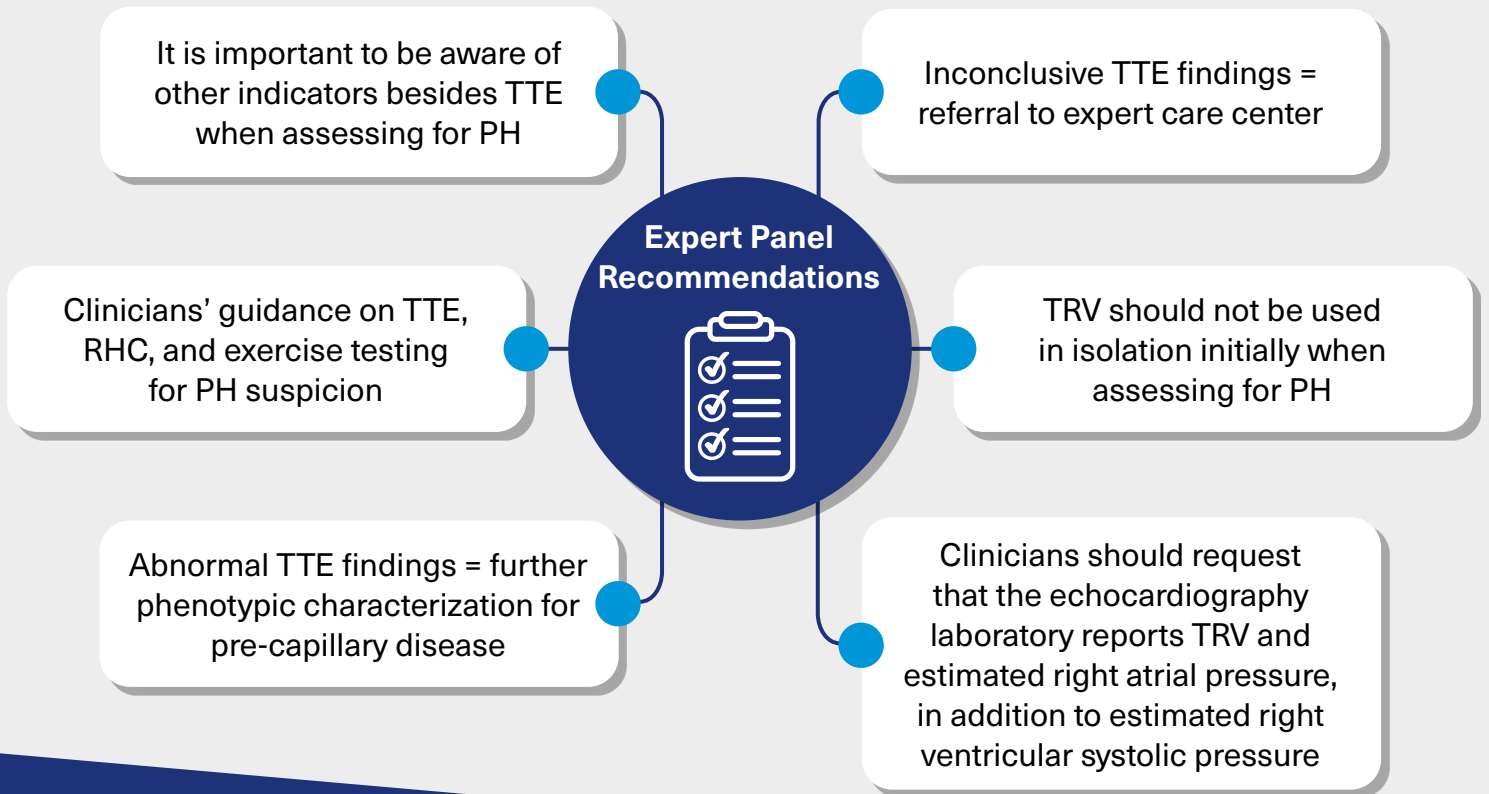 It is important to be aware of
other indicators besides TTE
when assessing for PH
Inconclusive TTE findings =
referral to expert care center
Expert Panel
Recommendations
Clinicians’ guidance on TTE,
RHC, and exercise testing
for PH suspicion
TRV should not be used
in isolation initially when
assessing for PH
Abnormal TTE findings = further
phenotypic characterization for
pre-capillary disease
Clinicians should request
that the echocardiography
laboratory reports TRV and
estimated right atrial pressure,
in addition to estimated right
ventricular systolic pressure